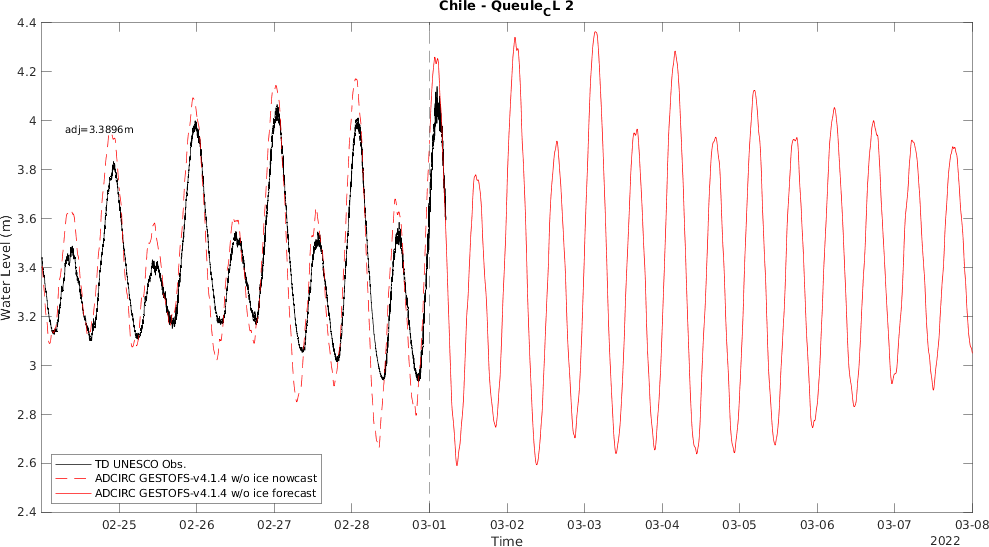 Chile - QueuleCL 2
4.4
4.2
4
3.8
3.6
3.4
3.2
3
2.8
2.6
2.4
Water Level (m)
adj=3.3896m
TD UNESCO Obs.
ADCIRC GESTOFS-v4.1.4 w/o ice nowcast
ADCIRC GESTOFS-v4.1.4 w/o ice forecast
02-25 02-26 02-27 02-28 03-01 03-02 03-03 03-04 03-05 03-06 03-07 03-08
Time
2022